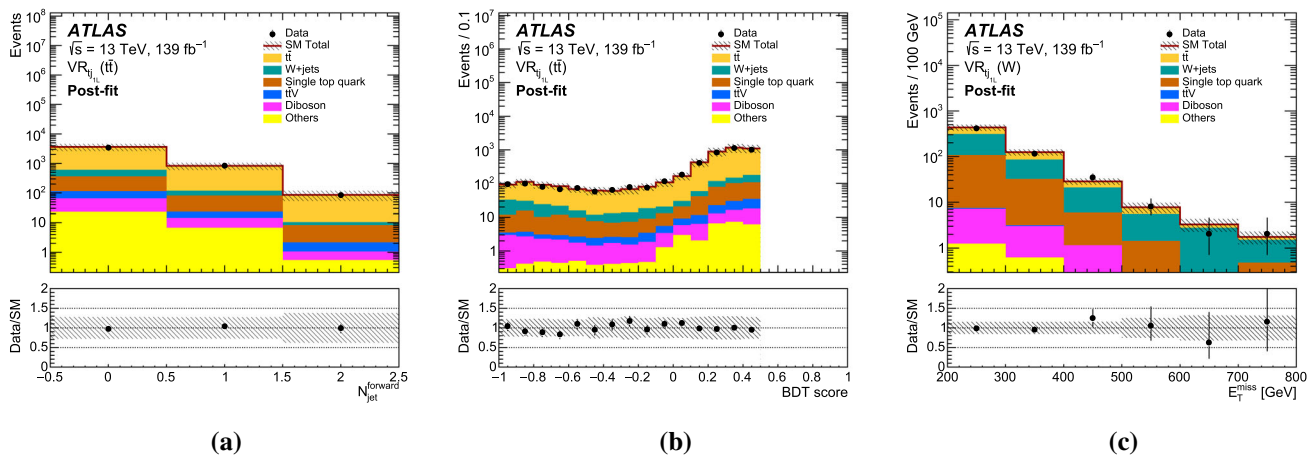 Events
10⁸
10⁷
10⁶
10⁵
10⁴
10³
10²
10
1
ATLAS
√s = 13 TeV, 139 fb⁻¹
VR_tj_1L (tt̄)
Post-fit
Data
SM Total
tt̄
W+jets
Single top quark
tt̄V
Diboson
Others
Data/SM
2
1.5
1
0.5
0
−0.5 0 0.5 1 1.5 2 2.5
N_jet^forward
(a)
Events / 0.1
10⁷
10⁶
10⁵
10⁴
10³
10²
10
1
ATLAS
√s = 13 TeV, 139 fb⁻¹
VR_tj_1L (tt̄)
Post-fit
Data
SM Total
tt̄
W+jets
Single top quark
tt̄V
Diboson
Others
Data/SM
2
1.5
1
0.5
0
−1 −0.8 −0.6 −0.4 −0.2 0 0.2 0.4 0.6 0.8 1
BDT score
(b)
Events / 100 GeV
10⁵
10⁴
10³
10²
10
1
ATLAS
√s = 13 TeV, 139 fb⁻¹
VR_tj_1L (W)
Post-fit
Data
SM Total
tt̄
W+jets
Single top quark
tt̄V
Diboson
Others
Data/SM
2
1.5
1
0.5
0
200 300 400 500 600 700 800
E_T^miss [GeV]
(c)